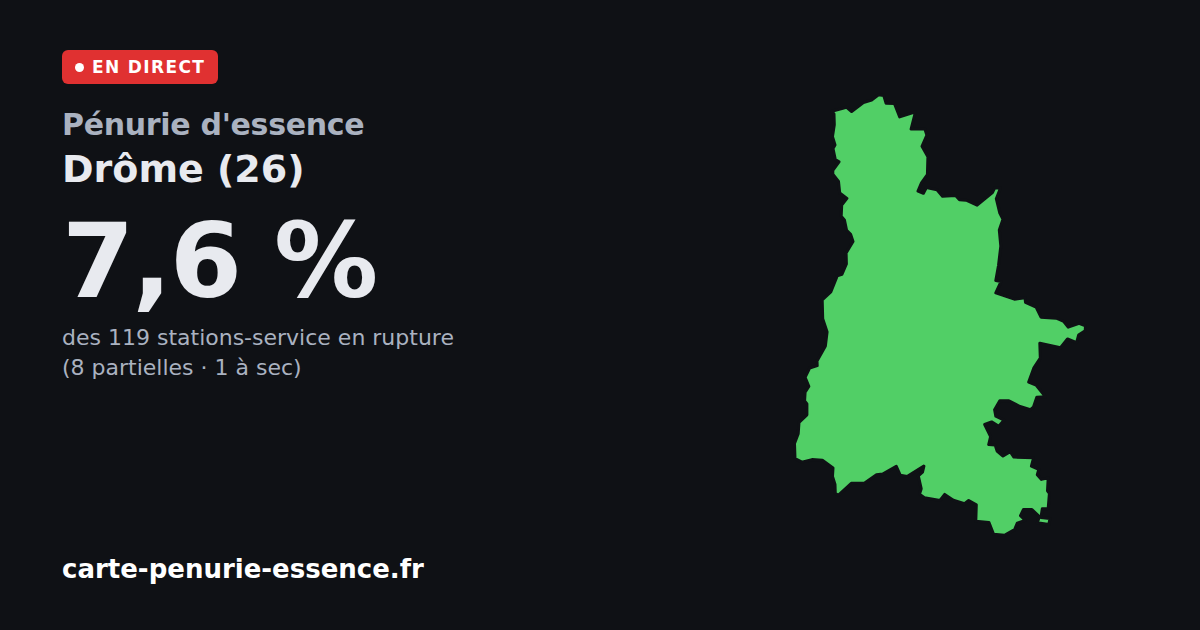 EN DIRECT
Pénurie d'essence
Drôme (26)
7,6 %
des 119 stations-service en rupture
(8 partielles · 1 à sec)
carte-penurie-essence.fr